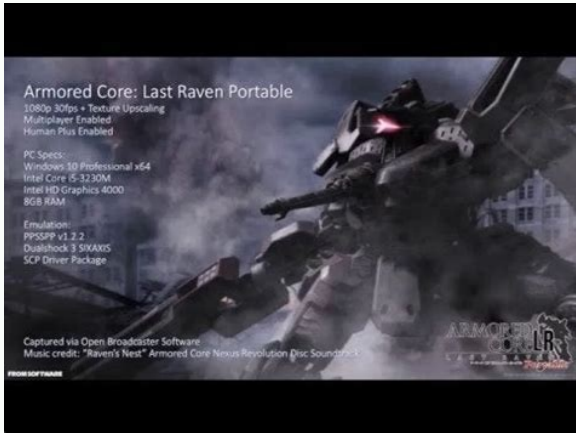 Armored Core: Last Raven Portable
1080p 30fps + Texture Upscaling
Multiplayer Enabled
Human Plus Enabled
PC Specs:
Windows 10 Professional x64
Intel Core i5-3230M
Intel HD Graphics 4000
8GB RAM
Emulation:
PPSSPP v1.2.2
Dualshock 3 SIXAXIS
SCP Driver Package
Captured via Open Broadcaster Software
Music credit: "Raven's Nest" Armored Core Nexus Revolution Disc Soundtrack
FROM SOFTWARE
ARMORED
CORE LR
LAST RAVEN
Portable